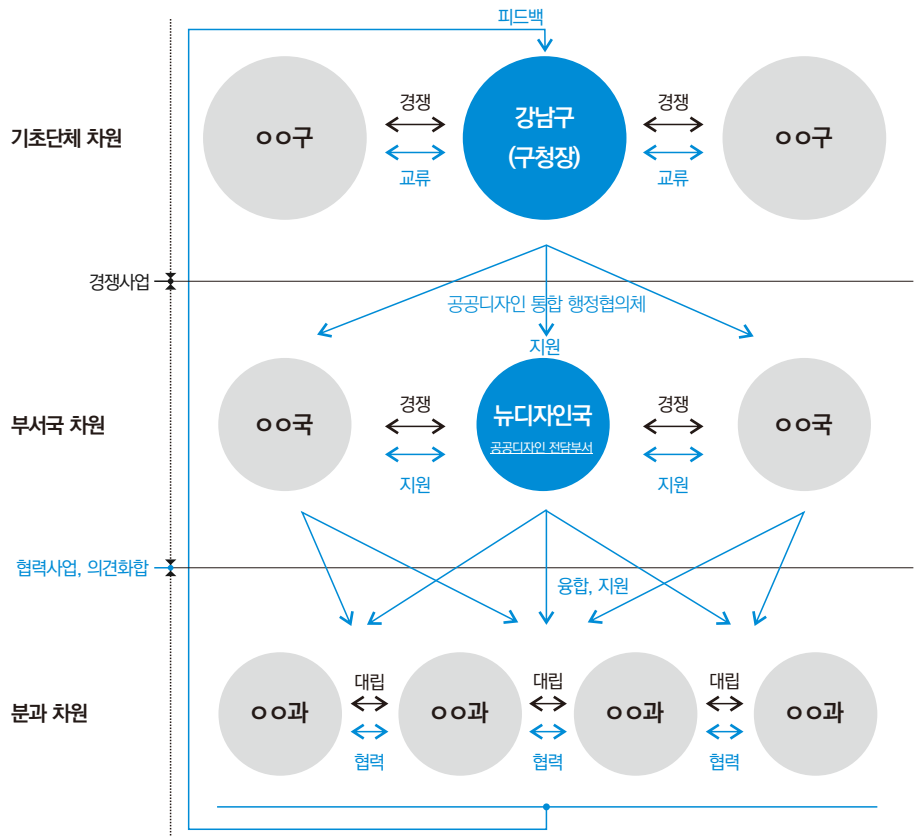 피드백
기초단체 차원
ㅇㅇ구
경쟁
교류
강남구
(구청장)
경쟁
교류
ㅇㅇ구
경쟁사업
공공디자인 통합 행정협의체
지원
부서국 차원
ㅇㅇ국
경쟁
지원
뉴디자인국
공공디자인 전담부서
경쟁
지원
ㅇㅇ국
협력사업, 의견화합
융합, 지원
분과 차원
ㅇㅇ과
대립
협력
ㅇㅇ과
대립
협력
ㅇㅇ과
대립
협력
ㅇㅇ과